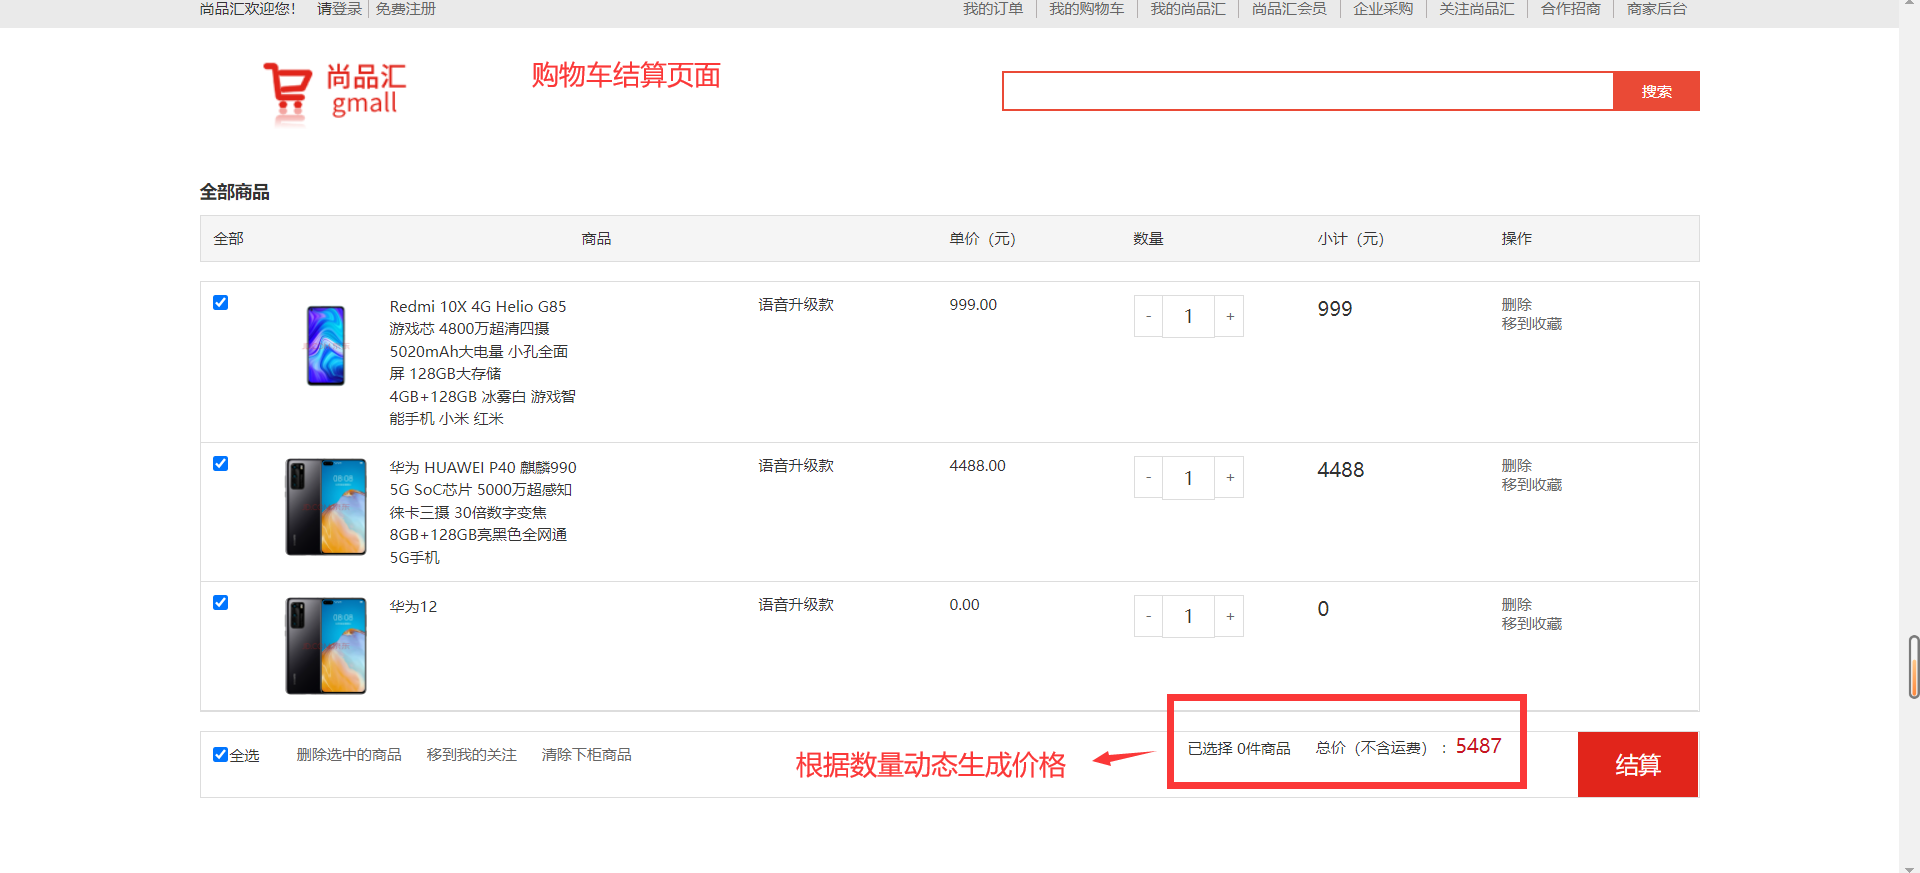 尚品汇欢迎您！ 请登录 免费注册 我的订单 我的购物车 我的尚品汇 尚品汇会员 企业采购 关注尚品汇 合作招商 商家后台
尚品汇
gmall
购物车结算页面
搜索
全部商品
全部 商品 单价（元） 数量 小计（元） 操作
Redmi 10X 4G Helio G85
游戏芯 4800万超清四摄
5020mAh大电量 小孔全面
屏 128GB大存储
4GB+128GB 冰雾白 游戏智
能手机 小米 红米
语音升级款 999.00 - 1 + 999 删除
移到收藏
华为 HUAWEI P40 麒麟990
5G SoC芯片 5000万超感知
徕卡三摄 30倍数字变焦
8GB+128GB亮黑色全网通
5G手机
语音升级款 4488.00 - 1 + 4488 删除
移到收藏
华为12 语音升级款 0.00 - 1 + 0 删除
移到收藏
全选 删除选中的商品 移到我的关注 清除下柜商品 根据数量动态生成价格 已选择 0件商品 总价（不含运费）： 5487 结算